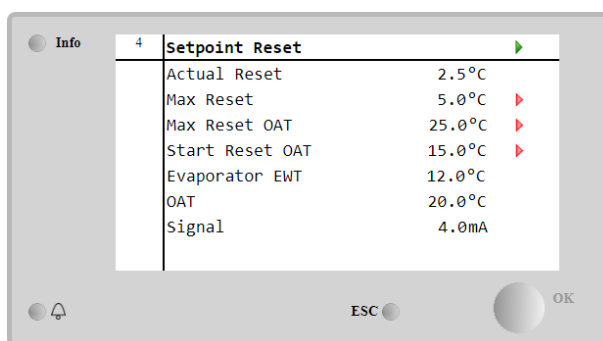 Info
4 Setpoint Reset
Actual Reset 2.5°C
Max Reset 5.0°C
Max Reset OAT 25.0°C
Start Reset OAT 15.0°C
Evaporator EWT 12.0°C
OAT 20.0°C
Signal 4.0mA
OK
ESC